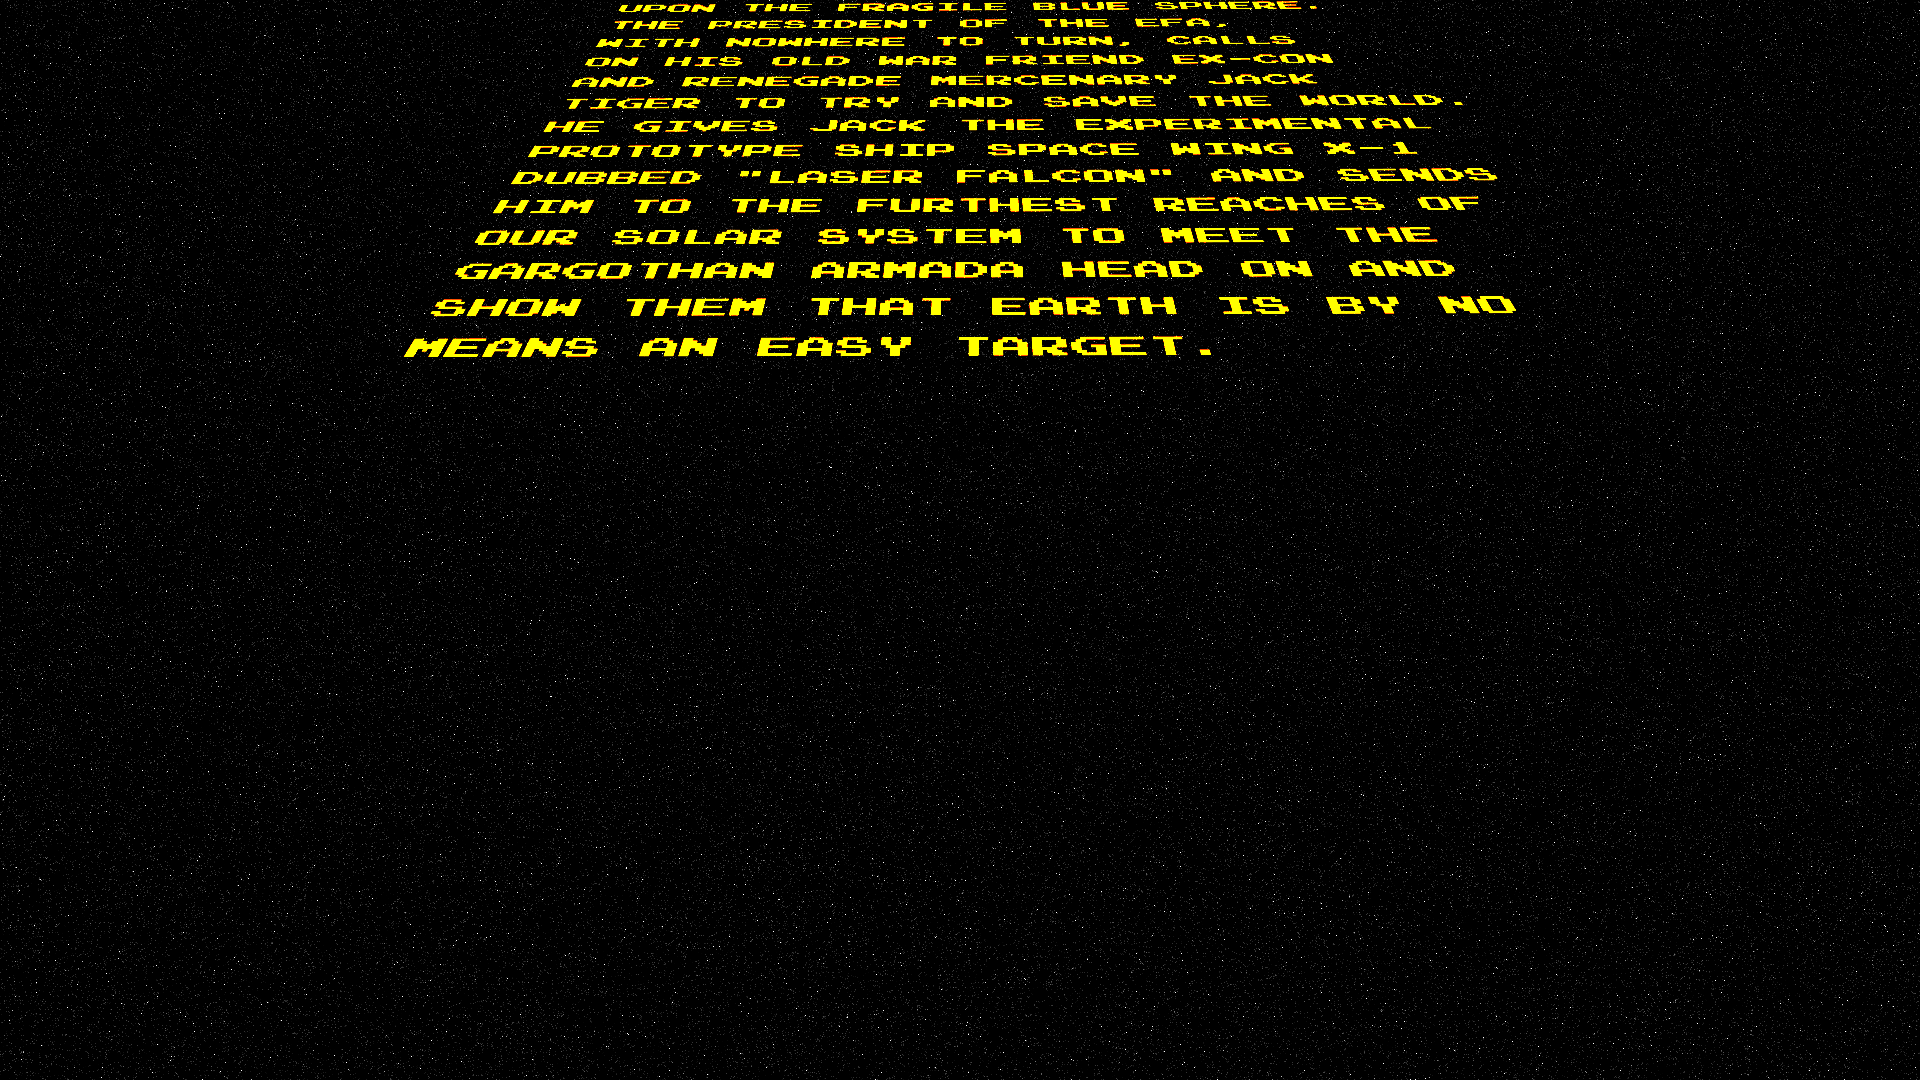 UPON THE FRAGILE BLUE SPHERE.
THE PRESIDENT OF THE EFA,
WITH NOWHERE TO TURN, CALLS
ON HIS OLD WAR FRIEND EX-CON
AND RENEGADE MERCENARY JACK
TIGER TO TRY AND SAVE THE WORLD.
HE GIVES JACK THE EXPERIMENTAL
PROTOTYPE SHIP SPACE WING X-1
DUBBED "LASER FALCON" AND SENDS
HIM TO THE FURTHEST REACHES OF
OUR SOLAR SYSTEM TO MEET THE
GARGOTHAN ARMADA HEAD ON AND
SHOW THEM THAT EARTH IS BY NO
MEANS AN EASY TARGET.